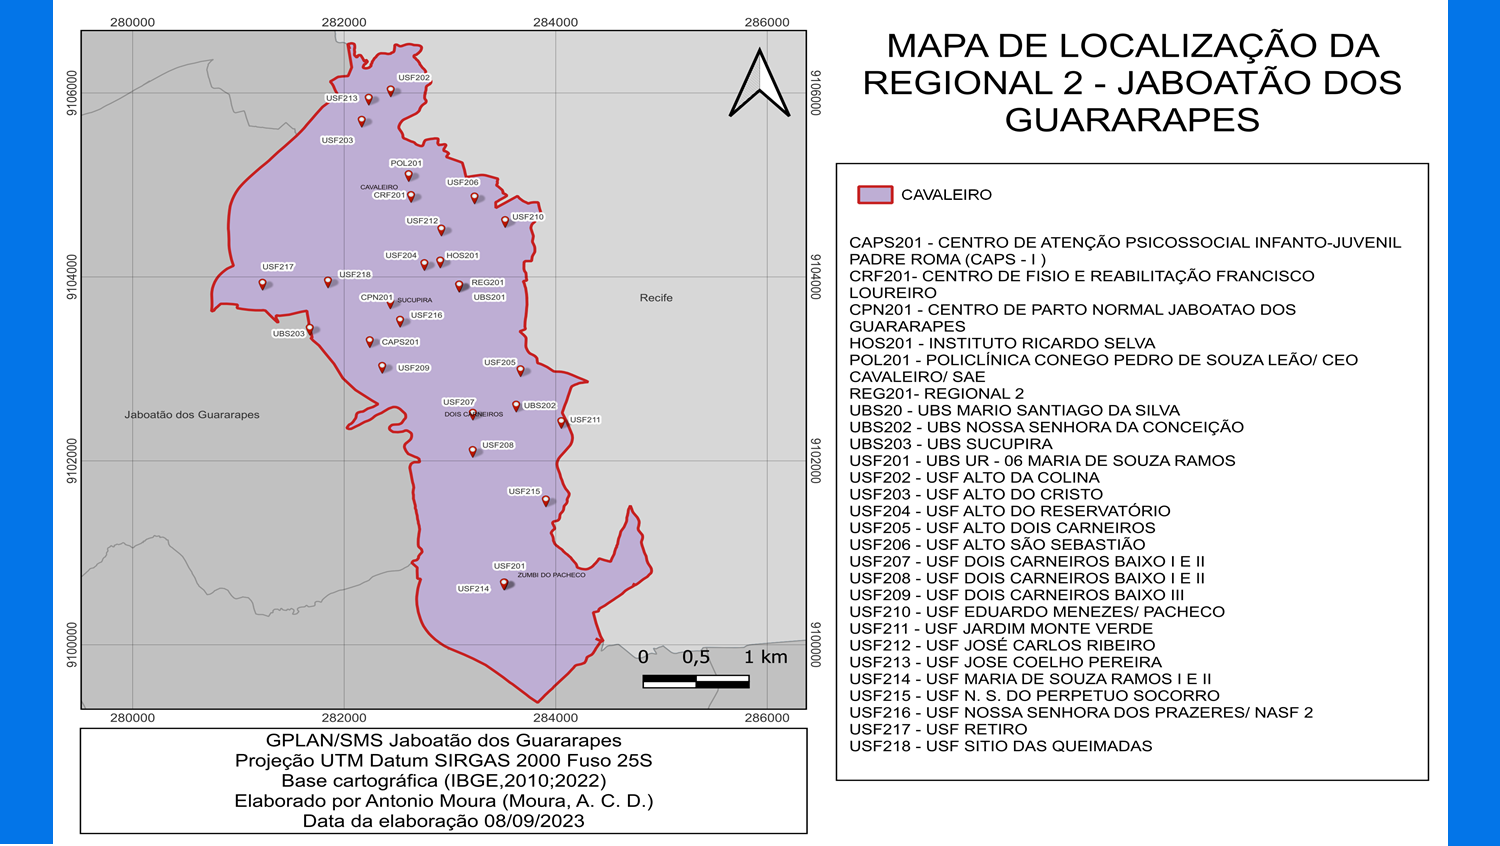 280000
282000
284000
286000
9106000
9104000
9102000
9100000
USF202
USF213
USF203
POL201
CAVALEIRO
CRF201
USF206
USF210
USF212
USF204
HOS201
USF217
USF218
REG201
UBS201
CPN201
SUCUPIRA
USF216
UBS203
CAPS201
USF209
USF205
USF207
DOIS CARNEIROS
UBS202
USF211
USF208
USF215
USF201
ZUMBI DO PACHECO
USF214
Recife
Jaboatão dos Guararapes
0 0,5 1 km
9106000
9104000
9102000
9100000
280000
282000
284000
286000
GPLAN/SMS Jaboatão dos Guararapes
Projeção UTM Datum SIRGAS 2000 Fuso 25S
Base cartográfica (IBGE,2010;2022)
Elaborado por Antonio Moura (Moura, A. C. D.)
Data da elaboração 08/09/2023
MAPA DE LOCALIZAÇÃO DA
REGIONAL 2 - JABOATÃO DOS
GUARARAPES
CAVALEIRO
CAPS201 - CENTRO DE ATENÇÃO PSICOSSOCIAL INFANTO-JUVENIL
PADRE ROMA (CAPS - I )
CRF201- CENTRO DE FISIO E REABILITAÇÃO FRANCISCO
LOUREIRO
CPN201 - CENTRO DE PARTO NORMAL JABOATAO DOS
GUARARAPES
HOS201 - INSTITUTO RICARDO SELVA
POL201 - POLICLÍNICA CONEGO PEDRO DE SOUZA LEÃO/ CEO
CAVALEIRO/ SAE
REG201- REGIONAL 2
UBS20 - UBS MARIO SANTIAGO DA SILVA
UBS202 - UBS NOSSA SENHORA DA CONCEIÇÃO
UBS203 - UBS SUCUPIRA
USF201 - UBS UR - 06 MARIA DE SOUZA RAMOS
USF202 - USF ALTO DA COLINA
USF203 - USF ALTO DO CRISTO
USF204 - USF ALTO DO RESERVATÓRIO
USF205 - USF ALTO DOIS CARNEIROS
USF206 - USF ALTO SÃO SEBASTIÃO
USF207 - USF DOIS CARNEIROS BAIXO I E II
USF208 - USF DOIS CARNEIROS BAIXO I E II
USF209 - USF DOIS CARNEIROS BAIXO III
USF210 - USF EDUARDO MENEZES/ PACHECO
USF211 - USF JARDIM MONTE VERDE
USF212 - USF JOSÉ CARLOS RIBEIRO
USF213 - USF JOSE COELHO PEREIRA
USF214 - USF MARIA DE SOUZA RAMOS I E II
USF215 - USF N. S. DO PERPETUO SOCORRO
USF216 - USF NOSSA SENHORA DOS PRAZERES/ NASF 2
USF217 - USF RETIRO
USF218 - USF SITIO DAS QUEIMADAS